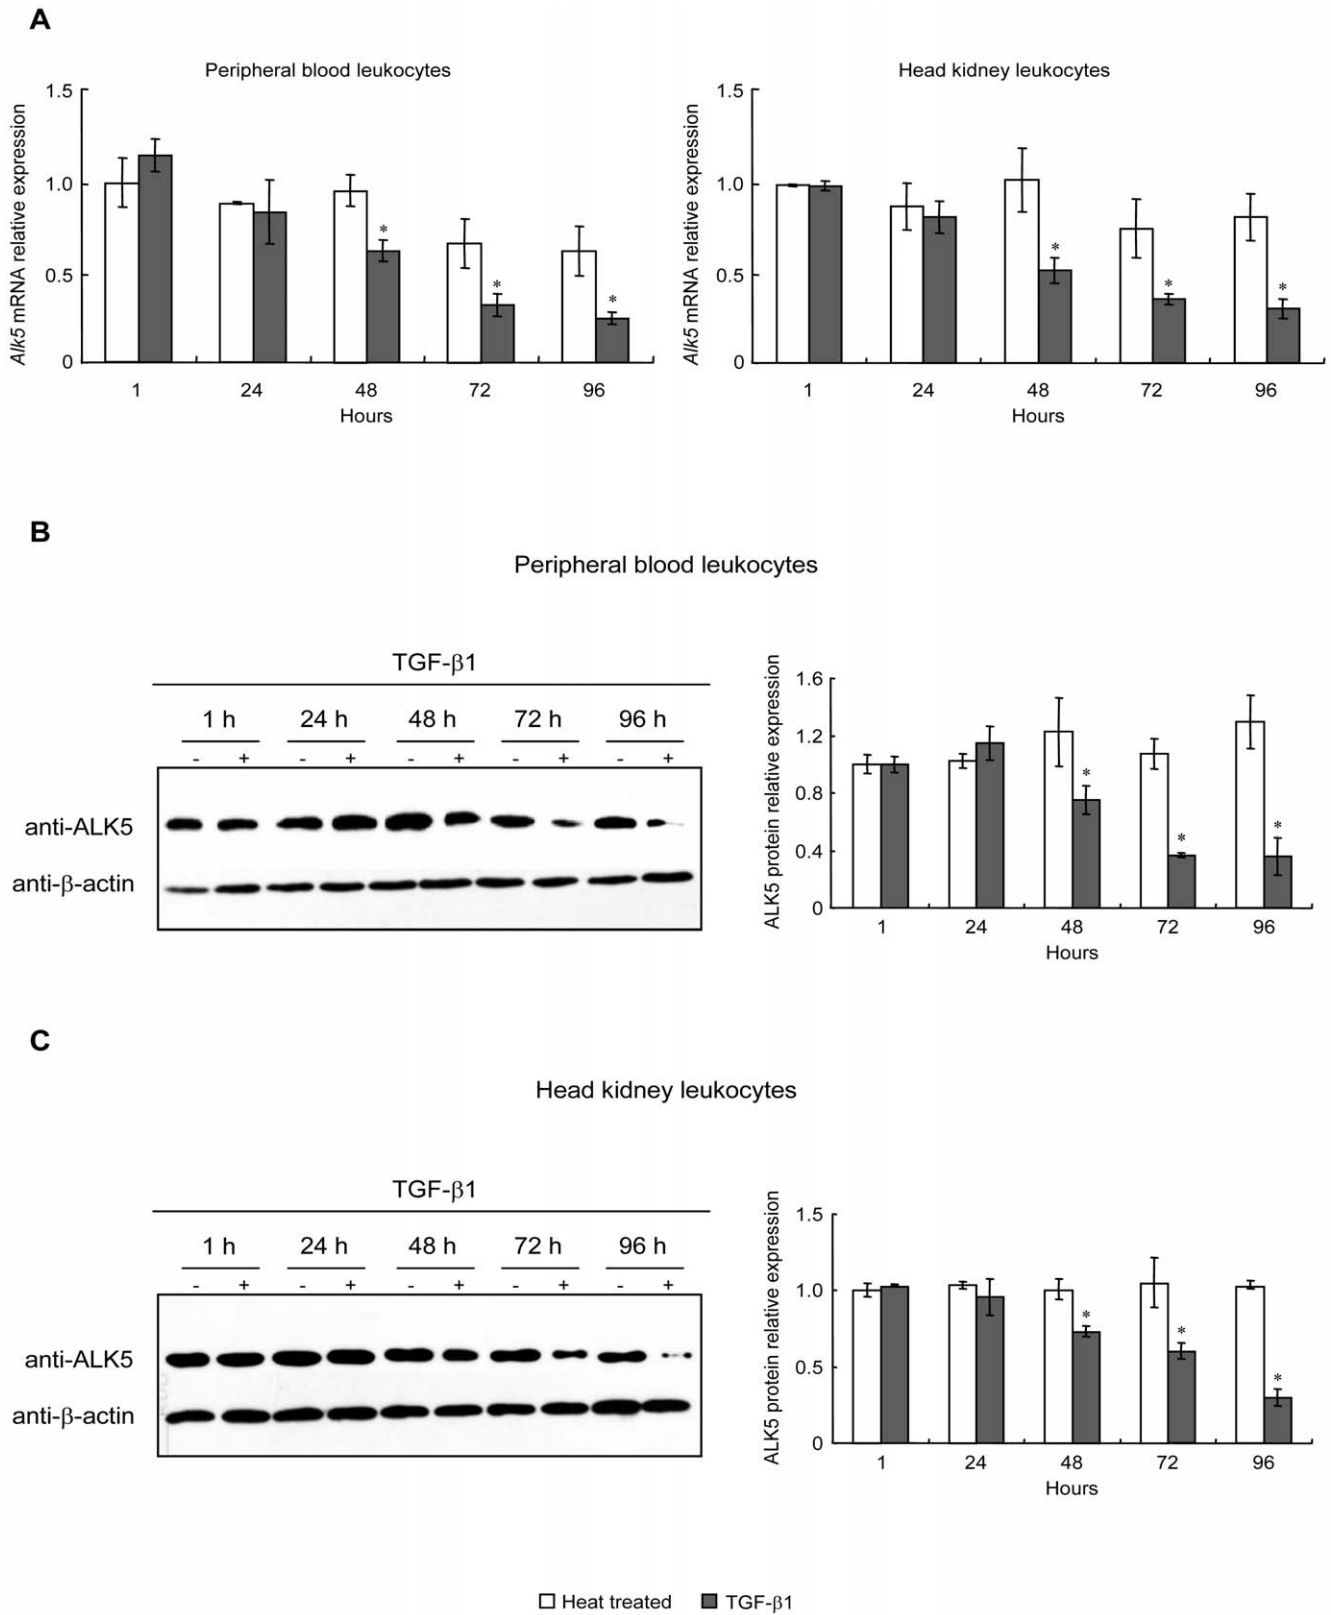 A
Peripheral blood leukocytes
Alk5 mRNA relative expression
1.5
1.0
0.5
0
1 24 48 72 96
Hours
Head kidney leukocytes
Alk5 mRNA relative expression
1.5
1.0
0.5
0
1 24 48 72 96
Hours
* * *
* * *
B
Peripheral blood leukocytes
TGF-β1
1 h 24 h 48 h 72 h 96 h
- + - + - + - + - +
anti-ALK5
anti-β-actin
ALK5 protein relative expression
1.6
1.2
0.8
0.4
0
* * *
1 24 48 72 96
Hours
C
Head kidney leukocytes
TGF-β1
1 h 24 h 48 h 72 h 96 h
- + - + - + - + - +
anti-ALK5
anti-β-actin
ALK5 protein relative expression
1.5
1.0
0.5
0
* * *
1 24 48 72 96
Hours
Heat treated TGF-β1